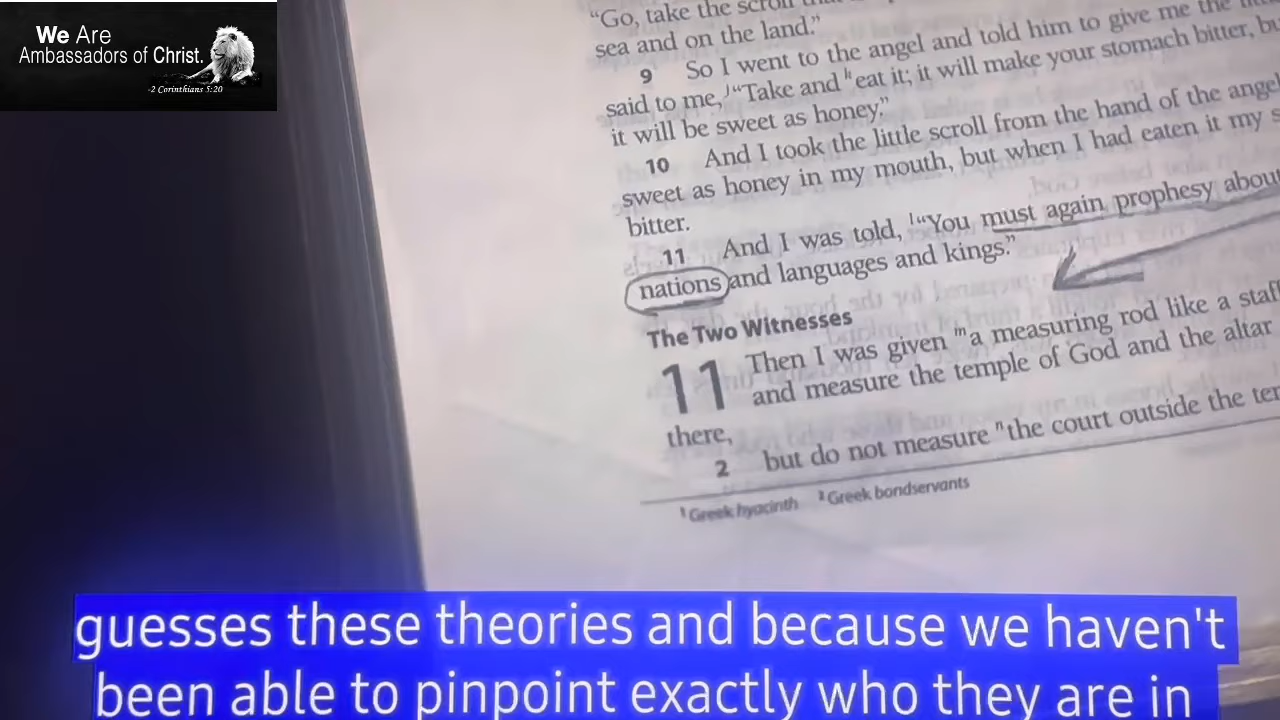 We Are
Ambassadors of Christ.
-2 Corinthians 5:20
“Go, take the scroll that
sea and on the land.”
9 So I went to the angel and told him to give me the
said to me, j“Take and k eat it; it will make your stomach bitter,
it will be sweet as honey.”
10 And I took the little scroll from the hand of the angel
sweet as honey in my mouth, but when I had eaten it my
bitter.
11 And I was told, l“You must again prophesy about
nations and languages and kings.”
The Two Witnesses
11 Then I was given m a measuring rod like a staff
and measure the temple of God and the altar
there,
2 but do not measure n the court outside the
1 Greek hyacinth 2 Greek bondservants
guesses these theories and because we haven't
been able to pinpoint exactly who they are in